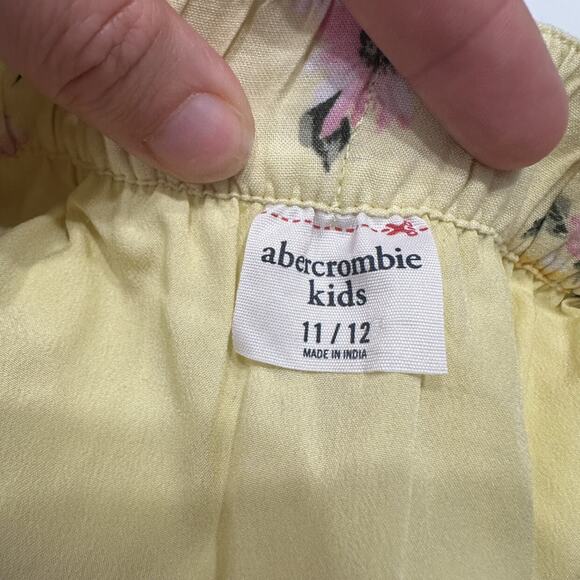 abercrombie
kids
11 / 12
MADE IN INDIA